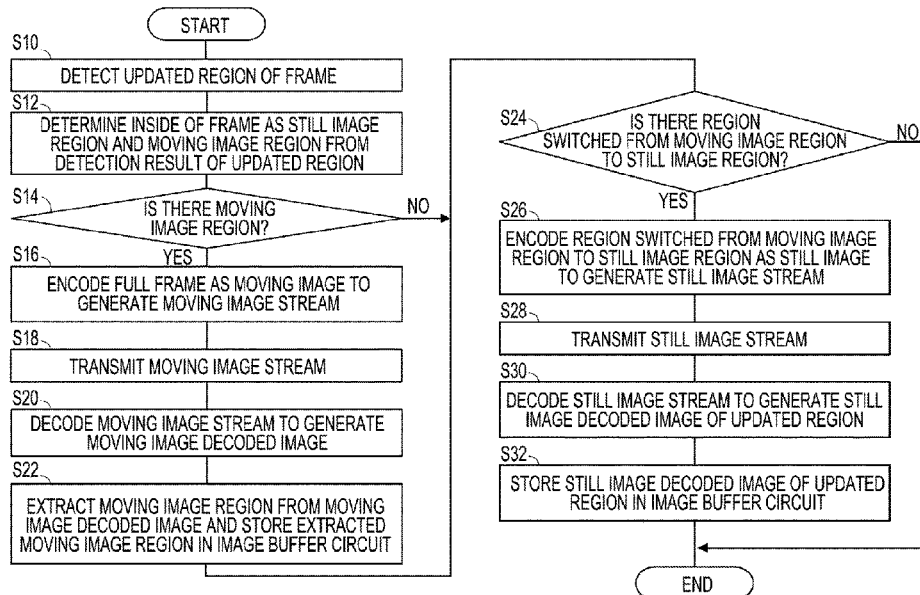 START
S10
DETECT UPDATED REGION OF FRAME
S12
DETERMINE INSIDE OF FRAME AS STILL IMAGE
REGION AND MOVING IMAGE REGION FROM
DETECTION RESULT OF UPDATED REGION
S14
IS THERE MOVING
IMAGE REGION?
NO
YES
S16
ENCODE FULL FRAME AS MOVING IMAGE TO
GENERATE MOVING IMAGE STREAM
S18
TRANSMIT MOVING IMAGE STREAM
S20
DECODE MOVING IMAGE STREAM TO GENERATE
MOVING IMAGE DECODED IMAGE
S22
EXTRACT MOVING IMAGE REGION FROM MOVING
IMAGE DECODED IMAGE AND STORE EXTRACTED
MOVING IMAGE REGION IN IMAGE BUFFER CIRCUIT
S24
IS THERE REGION
SWITCHED FROM MOVING IMAGE REGION
TO STILL IMAGE REGION?
NO
YES
S26
ENCODE REGION SWITCHED FROM MOVING IMAGE
REGION TO STILL IMAGE REGION AS STILL IMAGE
TO GENERATE STILL IMAGE STREAM
S28
TRANSMIT STILL IMAGE STREAM
S30
DECODE STILL IMAGE STREAM TO GENERATE STILL
IMAGE DECODED IMAGE OF UPDATED REGION
S32
STORE STILL IMAGE DECODED IMAGE OF UPDATED
REGION IN IMAGE BUFFER CIRCUIT
END